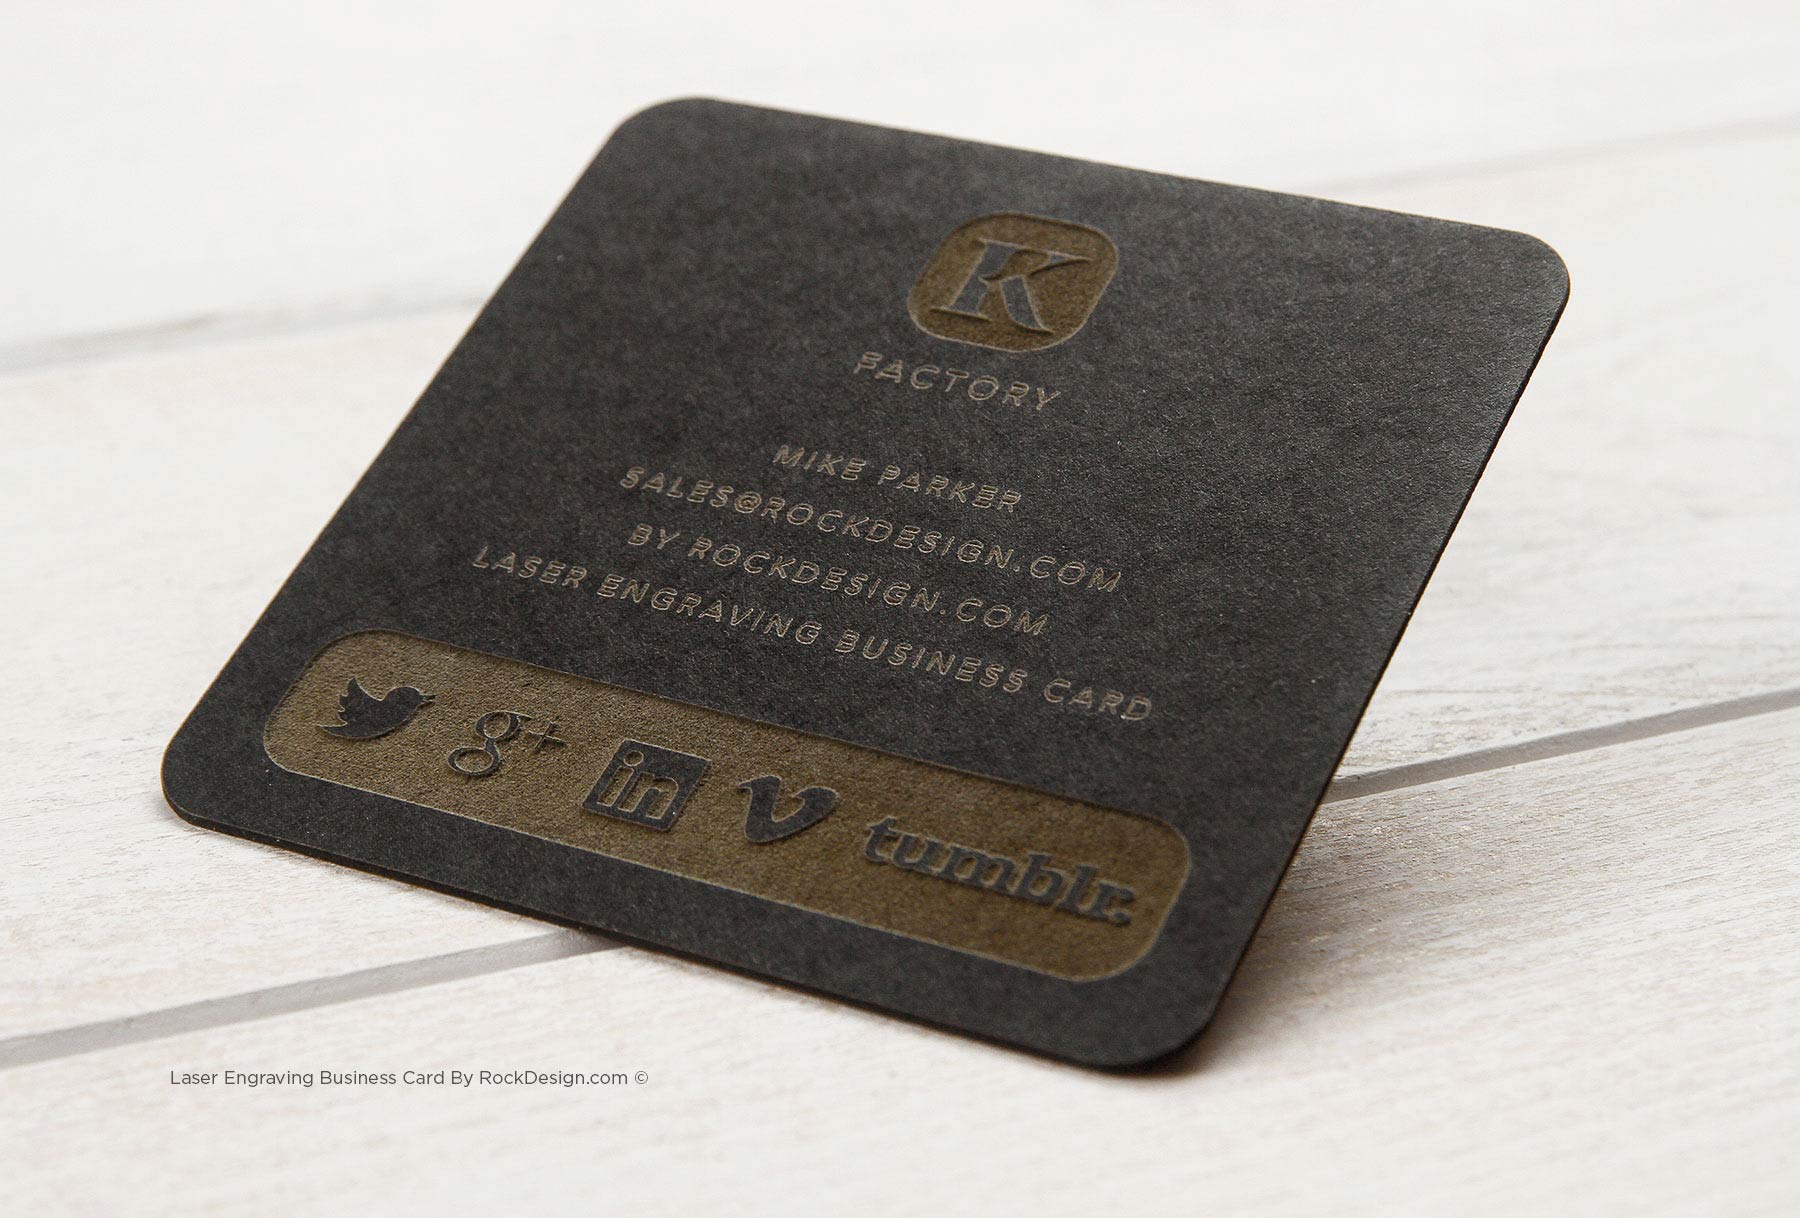 K
FACTORY
MIKE PARKER
SALES@ROCKDESIGN.COM
BY ROCKDESIGN.COM
LASER ENGRAVING BUSINESS CARD
g+ in v tumblr.
Laser Engraving Business Card By RockDesign.com ©